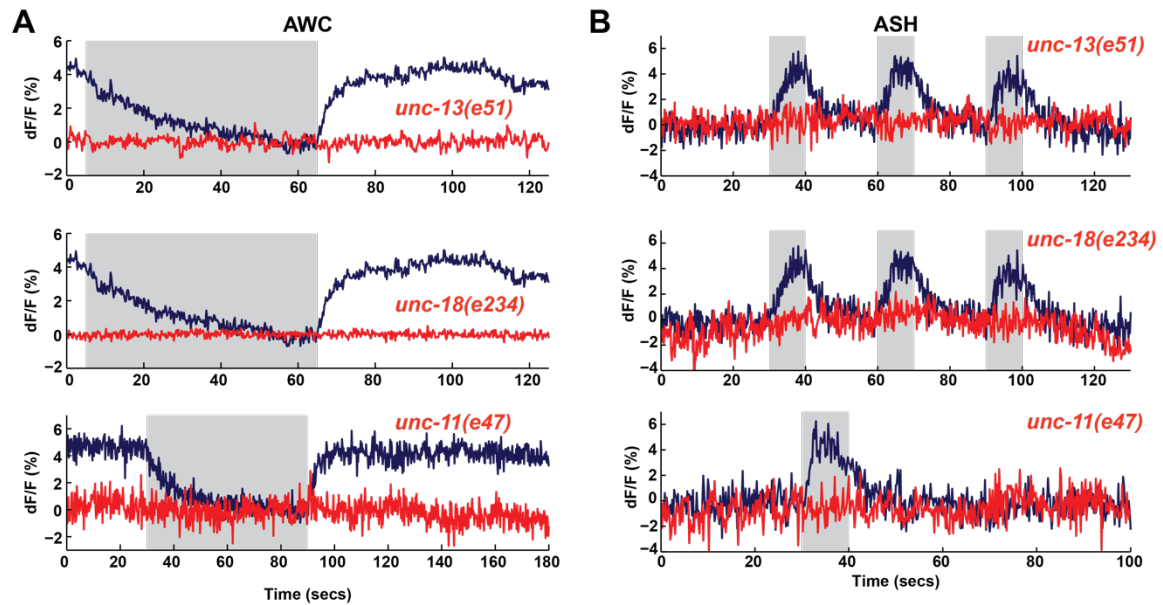 A
AWC
6
4
2
0
−2
dF/F (%)
unc-13(e51)
0 20 40 60 80 100 120
6
4
2
0
−2
dF/F (%)
unc-18(e234)
0 20 40 60 80 100 120
6
4
2
0
−2
dF/F (%)
unc-11(e47)
0 20 40 60 80 100 120 140 160 180
Time (secs)
B
ASH
unc-13(e51)
6
4
2
0
−2
−4
dF/F (%)
0 20 40 60 80 100 120
unc-18(e234)
6
4
2
0
−2
−4
dF/F (%)
0 20 40 60 80 100 120
unc-11(e47)
6
4
2
0
−2
−4
dF/F (%)
0 20 40 60 80 100
Time (secs)